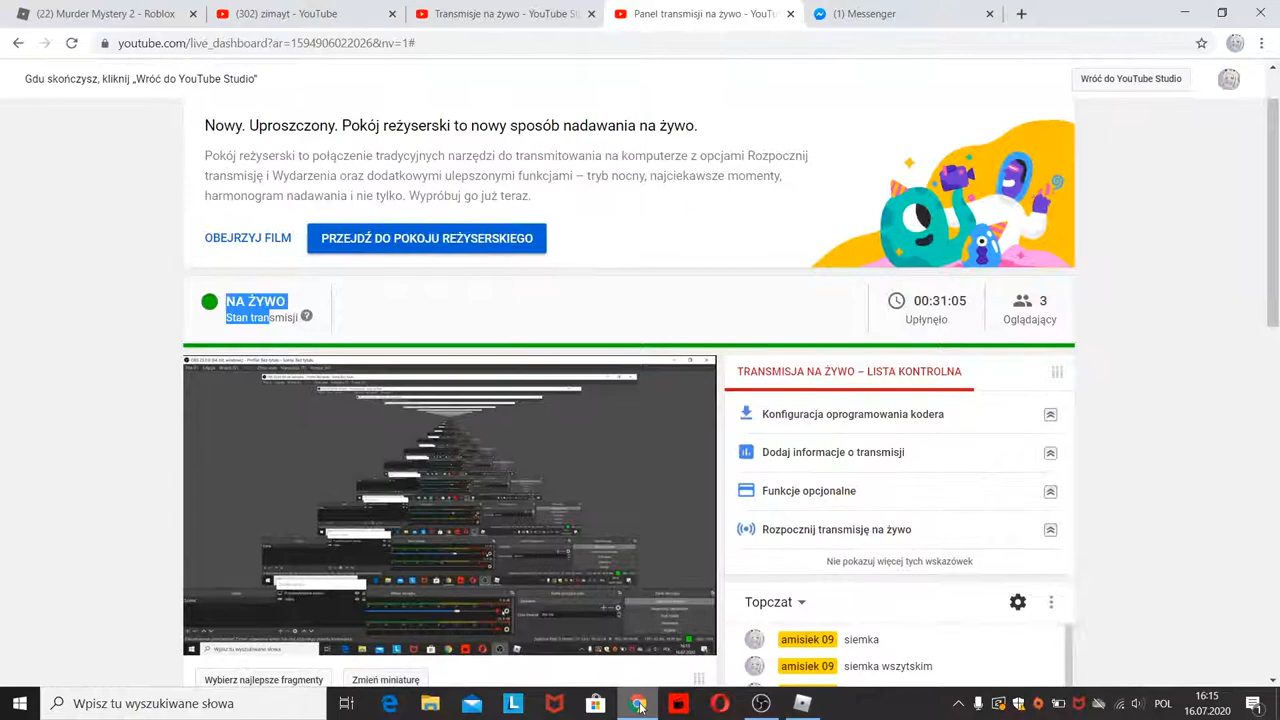 (22) Murder Mystery 2 - Roblox
(302) zimayt - YouTube
Transmisje na żywo - YouTube St
Panel transmisji na żywo - YouTu
(1) Messenger
youtube.com/live_dashboard?ar=1594906022026&nv=1#
Gdu skończysz, kliknij „Wróć do YouTube Studio"
Wróć do YouTube Studio
Nowy. Uproszczony. Pokój reżyserski to nowy sposób nadawania na żywo.
Pokój reżyserski to połączenie tradycyjnych narzędzi do transmitowania na komputerze z opcjami Rozpocznij
transmisję i Wydarzenia oraz dodatkowymi ulepszonymi funkcjami – tryb nocny, najciekawsze momenty,
harmonogram nadawania i nie tylko. Wypróbuj go już teraz.
OBEJRZYJ FILM
PRZEJDŹ DO POKOJU REŻYSERSKIEGO
NA ŻYWO
Stan transmisji
00:31:05
Upłynęło
3
Oglądający
TRANSMISJA NA ŻYWO – LISTA KONTROLNA
Konfiguracja oprogramowania kodera
Dodaj informacje o transmisji
Funkcje opcjonalne
Rozpocznij transmisję na żywo
Nie pokazuj więcej tych wskazówek
Topczat
amisiek 09 siemka
amisiek 09 siemka wszytskim
Wybierz najlepsze fragmenty
Zmień miniaturę
Wpisz tu wyszukiwane słowa
POL
16:15
16.07.2020